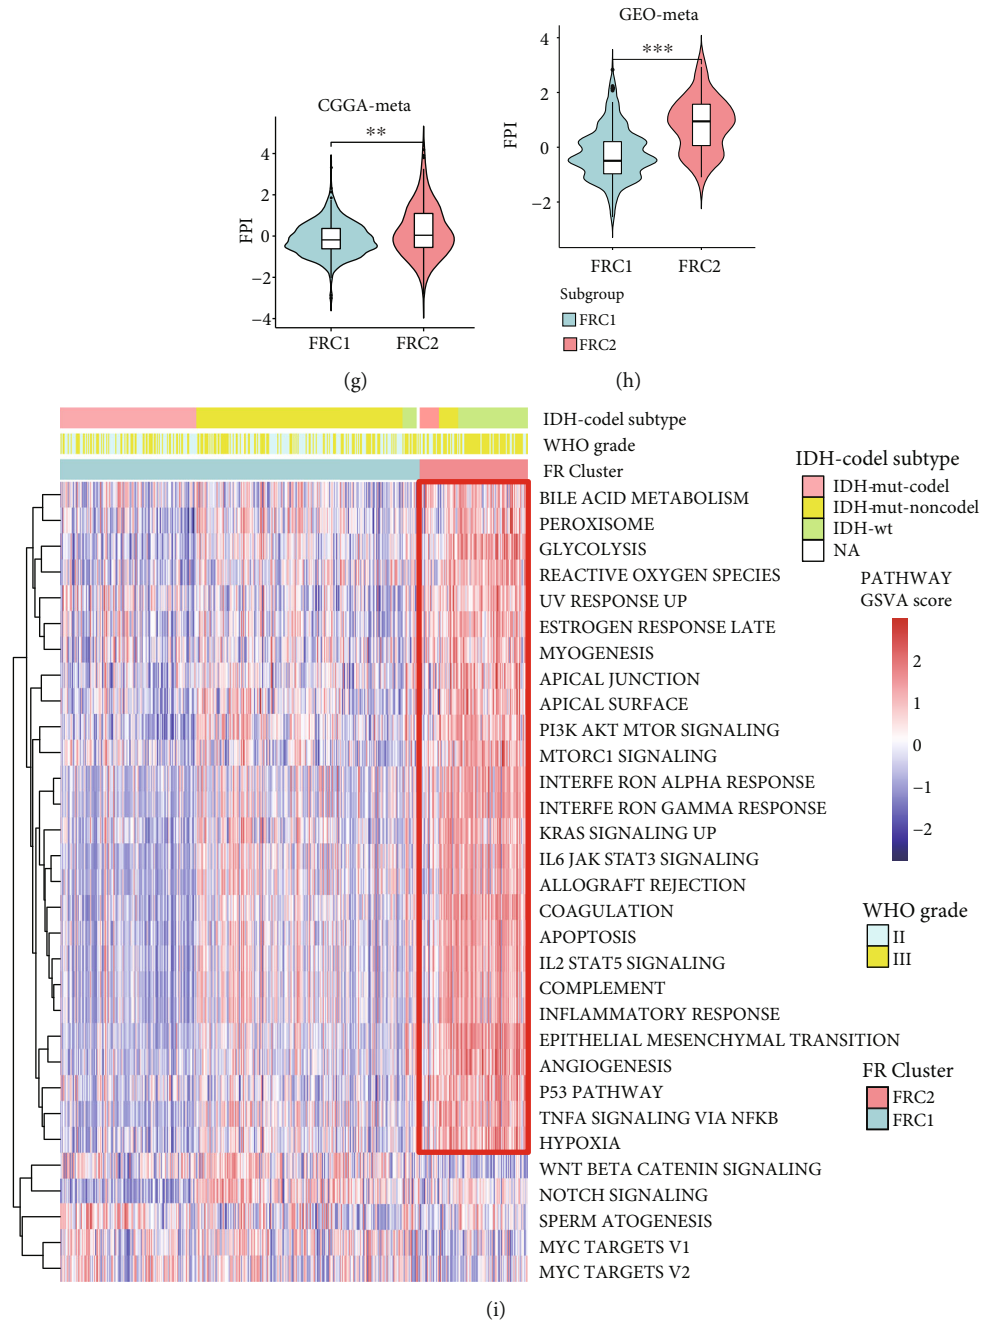 GEO-meta
4
2
0
−2
FPI
***
FRC1
FRC2
Subgroup
FRC1
FRC2
(h)
CGGA-meta
4
2
0
−2
−4
FPI
**
FRC1
FRC2
(g)
IDH-codel subtype
WHO grade
FR Cluster
BILE ACID METABOLISM
PEROXISOME
GLYCOLYSIS
REACTIVE OXYGEN SPECIES
UV RESPONSE UP
ESTROGEN RESPONSE LATE
MYOGENESIS
APICAL JUNCTION
APICAL SURFACE
PI3K AKT MTOR SIGNALING
MTORC1 SIGNALING
INTERFE RON ALPHA RESPONSE
INTERFE RON GAMMA RESPONSE
KRAS SIGNALING UP
IL6 JAK STAT3 SIGNALING
ALLOGRAFT REJECTION
COAGULATION
APOPTOSIS
IL2 STAT5 SIGNALING
COMPLEMENT
INFLAMMATORY RESPONSE
EPITHELIAL MESENCHYMAL TRANSITION
ANGIOGENESIS
P53 PATHWAY
TNFA SIGNALING VIA NFKB
HYPOXIA
WNT BETA CATENIN SIGNALING
NOTCH SIGNALING
SPERM ATOGENESIS
MYC TARGETS V1
MYC TARGETS V2
IDH-codel subtype
IDH-mut-codel
IDH-mut-noncodel
IDH-wt
NA
PATHWAY
GSVA score
2
1
0
−1
−2
WHO grade
II
III
FR Cluster
FRC2
FRC1
(i)